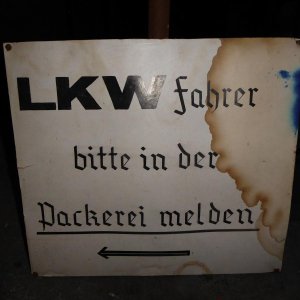 LKW Fahrer
bitte in der
Packerei melden